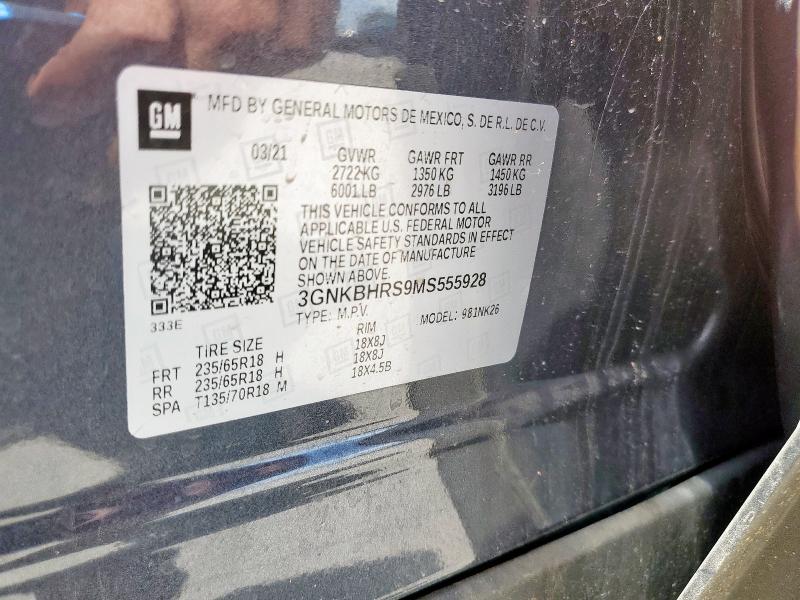 GM
MFD BY GENERAL MOTORS DE MEXICO, S. DE R.L. DE C.V.
03/21 GVWR GAWR FRT GAWR RR
2722 KG 1350 KG 1450 KG
6001 LB 2976 LB 3196 LB
THIS VEHICLE CONFORMS TO ALL
APPLICABLE U.S. FEDERAL MOTOR
VEHICLE SAFETY STANDARDS IN EFFECT
ON THE DATE OF MANUFACTURE
SHOWN ABOVE.
3GNKBHRS9MS555928
333E
TYPE: M.P.V. MODEL: 981NK26
TIRE SIZE RIM
FRT 235/65R18 H 18X8J
RR 235/65R18 H 18X8J
SPA T135/70R18 M 18X4.5B